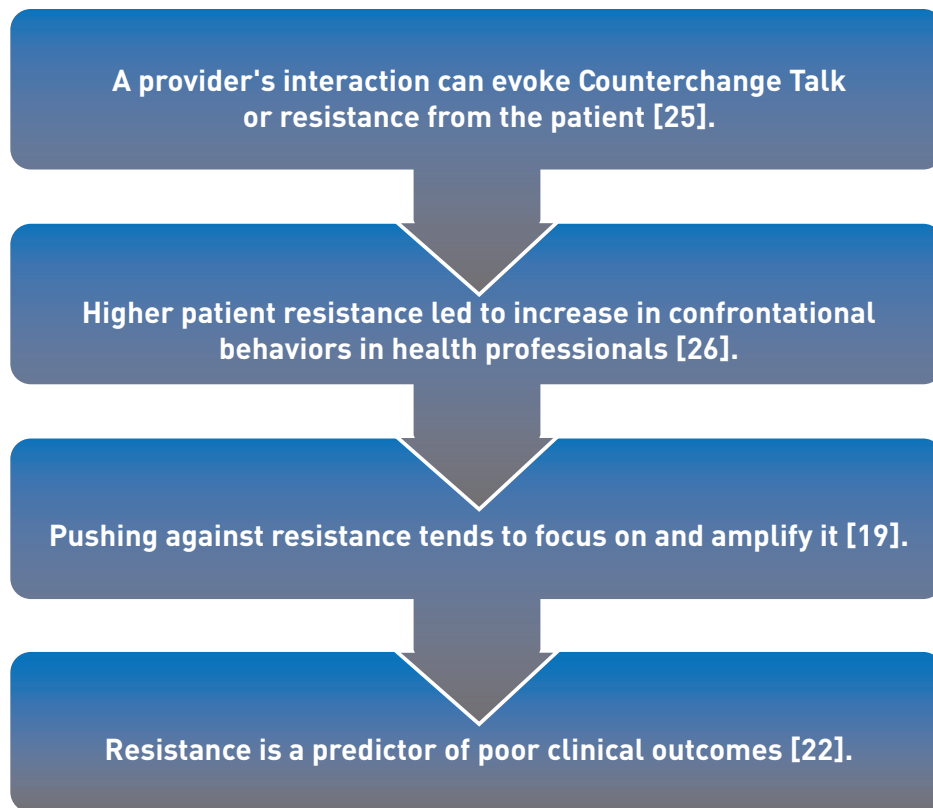 A provider's interaction can evoke Counterchange Talk
or resistance from the patient [25].
Higher patient resistance led to increase in confrontational
behaviors in health professionals [26].
Pushing against resistance tends to focus on and amplify it [19].
Resistance is a predictor of poor clinical outcomes [22].